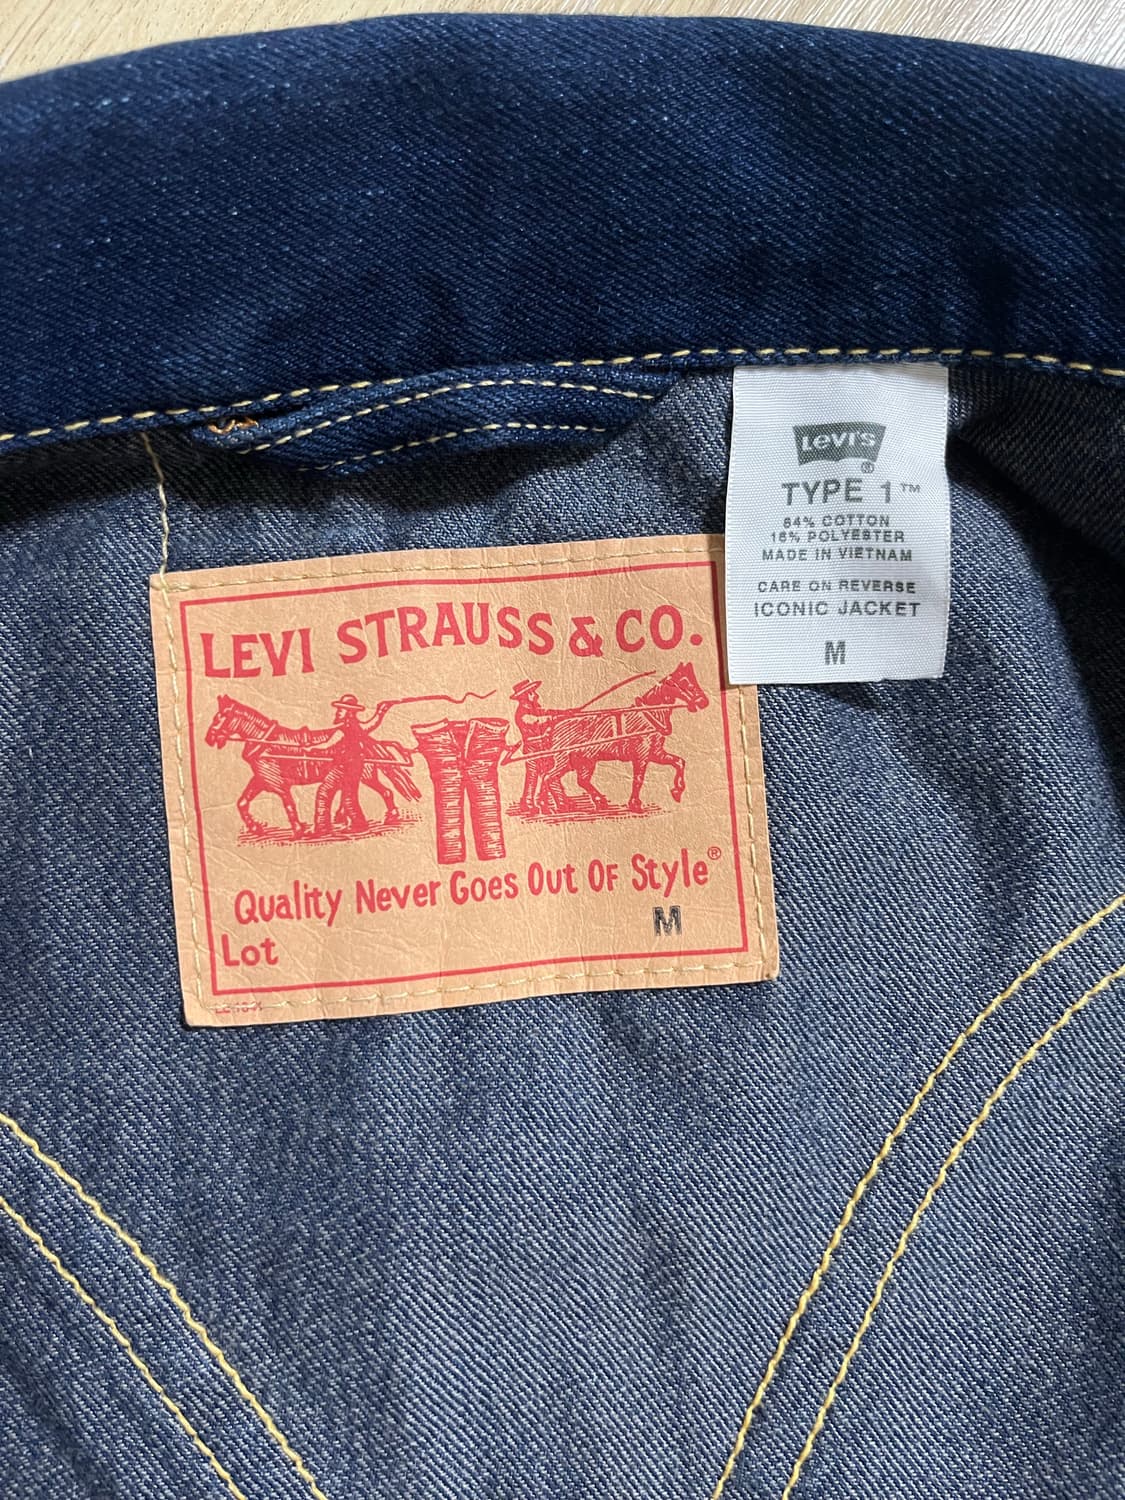 LEVI'S
®
TYPE 1™
84% COTTON
16% POLYESTER
MADE IN VIETNAM
CARE ON REVERSE
ICONIC JACKET
M
LEVI STRAUSS & CO.
Quality Never Goes Out Of Style®
M
Lot